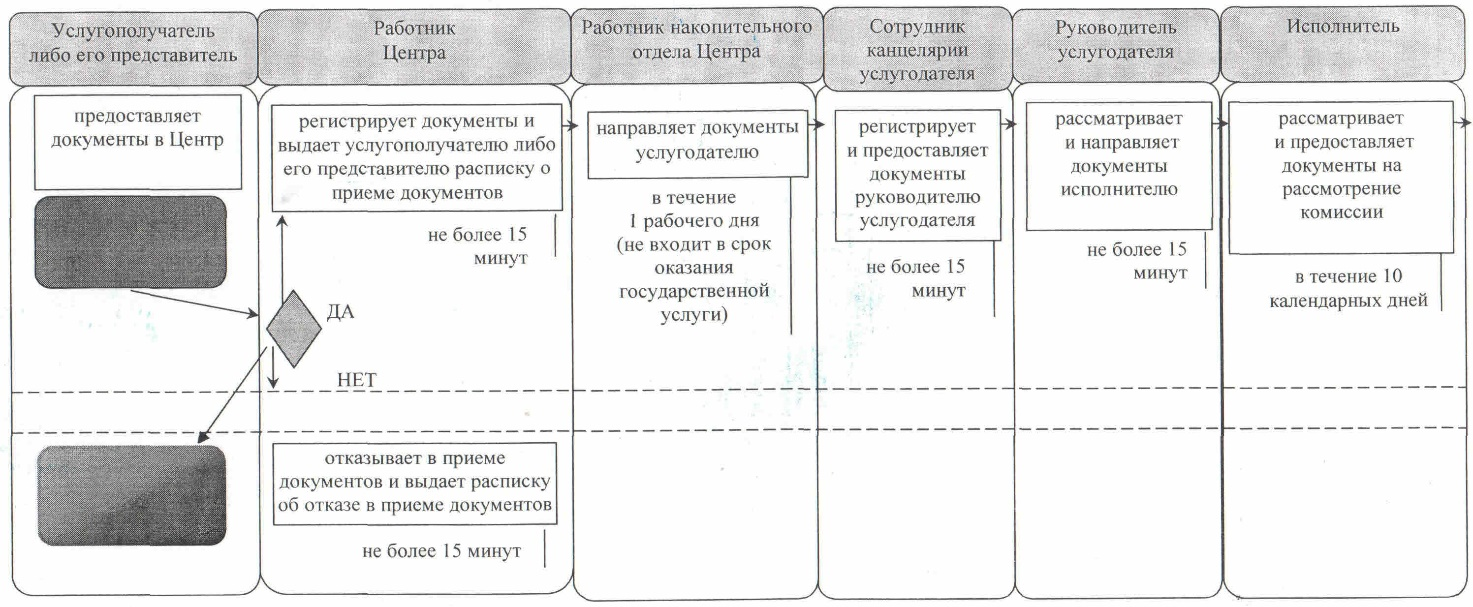 Услугополучатель
либо его представитель
Работник
Центра
Работник накопительного
отдела Центра
Сотрудник
канцелярии
услугодателя
Руководитель
услугодателя
Исполнитель
предоставляет
документы в Центр
регистрирует документы и
выдает услугополучателю либо
его представителю расписку о
приеме документов
не более 15
минут
ДА
НЕТ
отказывает в приеме
документов и выдает расписку
об отказе в приеме документов
не более 15 минут
направляет документы
услугодателю
в течение
1 рабочего дня
(не входит в срок
оказания
государственной
услуги)
регистрирует
и предоставляет
документы
руководителю
услугодателя
не более 15
минут
рассматривает
и направляет
документы
исполнителю
не более 15
минут
рассматривает
и предоставляет
документы на
рассмотрение
комиссии
в течение 10
календарных дней